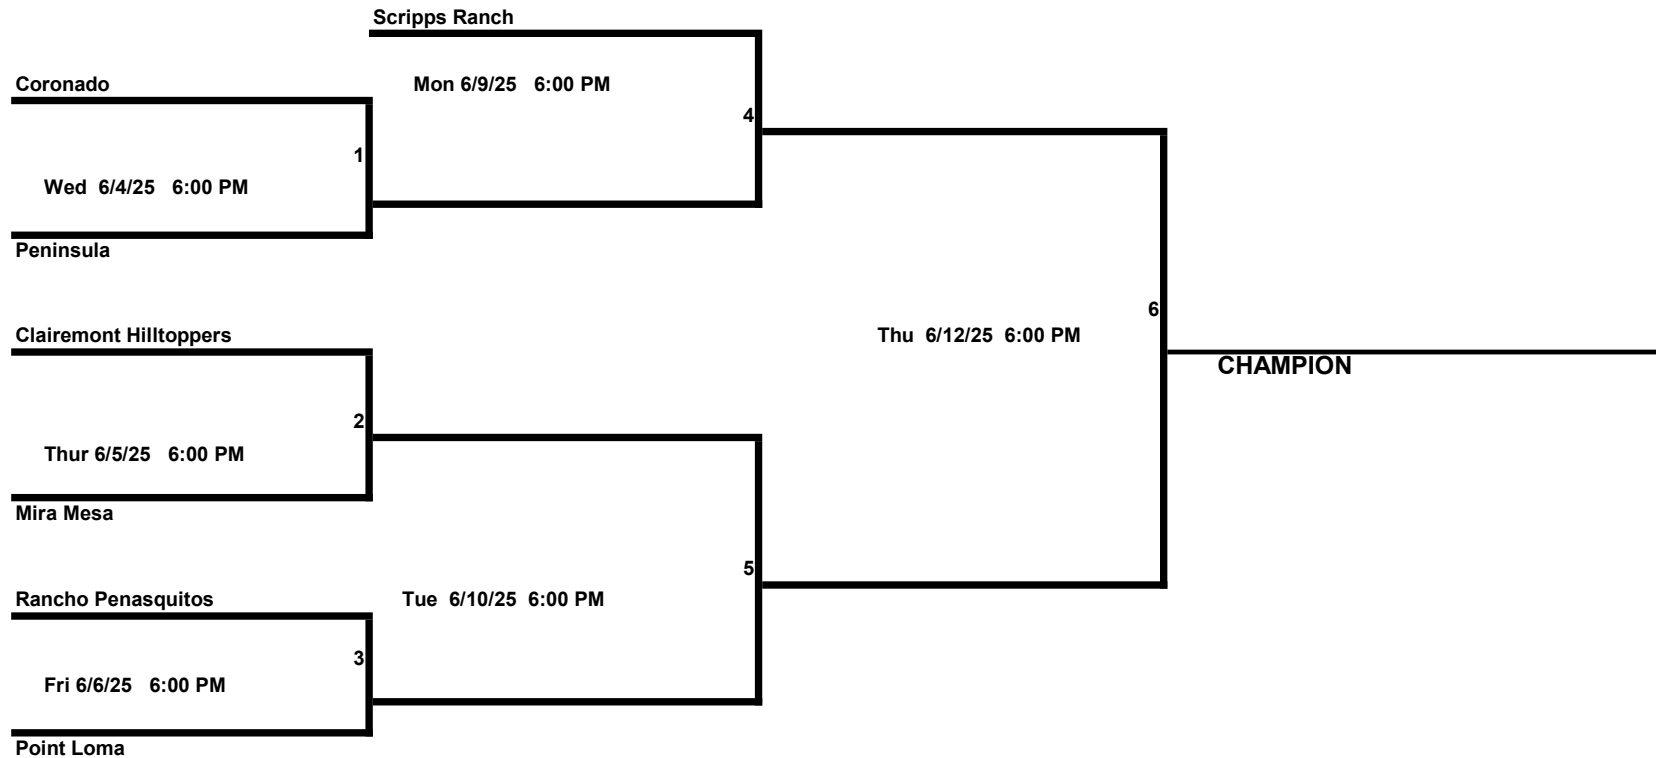 Scripps Ranch
Coronado
Mon 6/9/25 6:00 PM
4
1
Wed 6/4/25 6:00 PM
Peninsula
6
Clairemont Hilltoppers
Thu 6/12/25 6:00 PM
CHAMPION
2
Thur 6/5/25 6:00 PM
Mira Mesa
5
Rancho Penasquitos
Tue 6/10/25 6:00 PM
3
Fri 6/6/25 6:00 PM
Point Loma